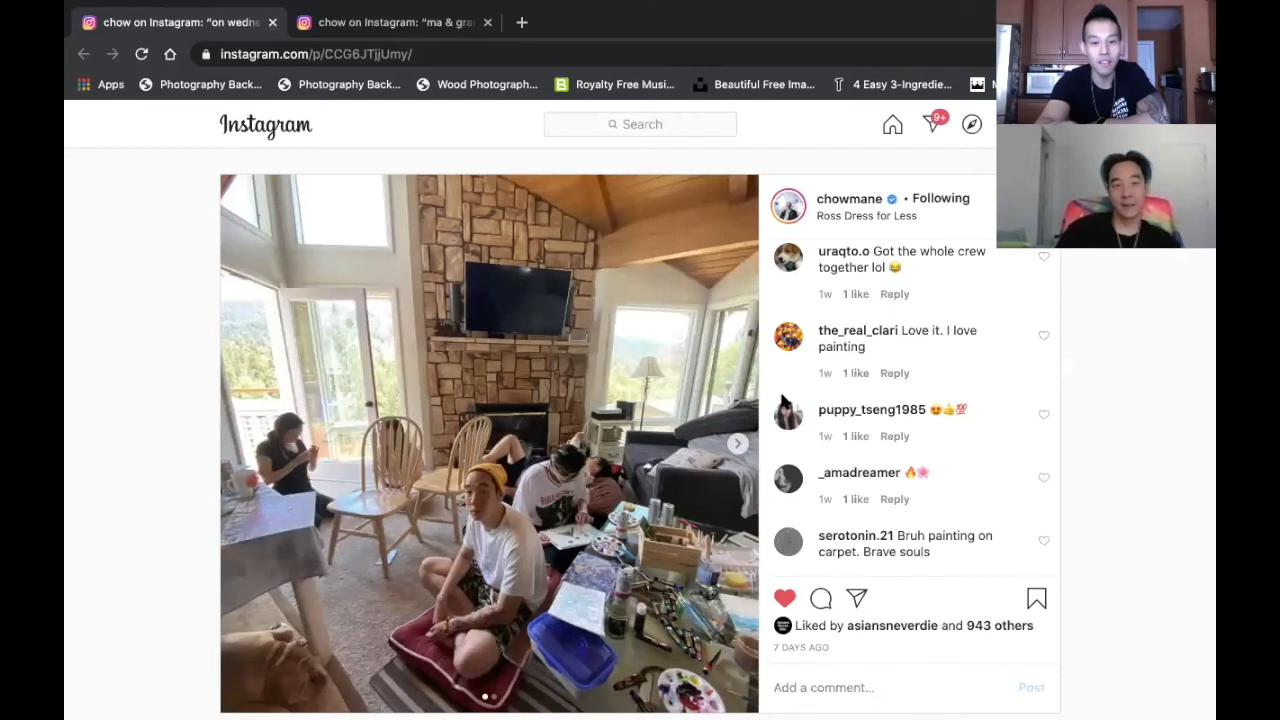 chow on Instagram: “on wedn
chow on Instagram: “ma & gra
instagram.com/p/CCG6JTjjUmy/
Apps
Photography Back...
Photography Back...
Wood Photograph...
Royalty Free Musi...
Beautiful Free Ima...
4 Easy 3-Ingredie...
Instagram
Search
9+
chowmane • Following
Ross Dress for Less
uraqto.o Got the whole crew
together lol 😂
1w 1 like Reply
the_real_clari Love it. I love
painting
1w 1 like Reply
puppy_tseng1985 😍👍💯
1w 1 like Reply
_amadreamer 🔥🌸
1w 1 like Reply
serotonin.21 Bruh painting on
carpet. Brave souls
Liked by asiansneverdie and 943 others
7 DAYS AGO
Add a comment...
Post